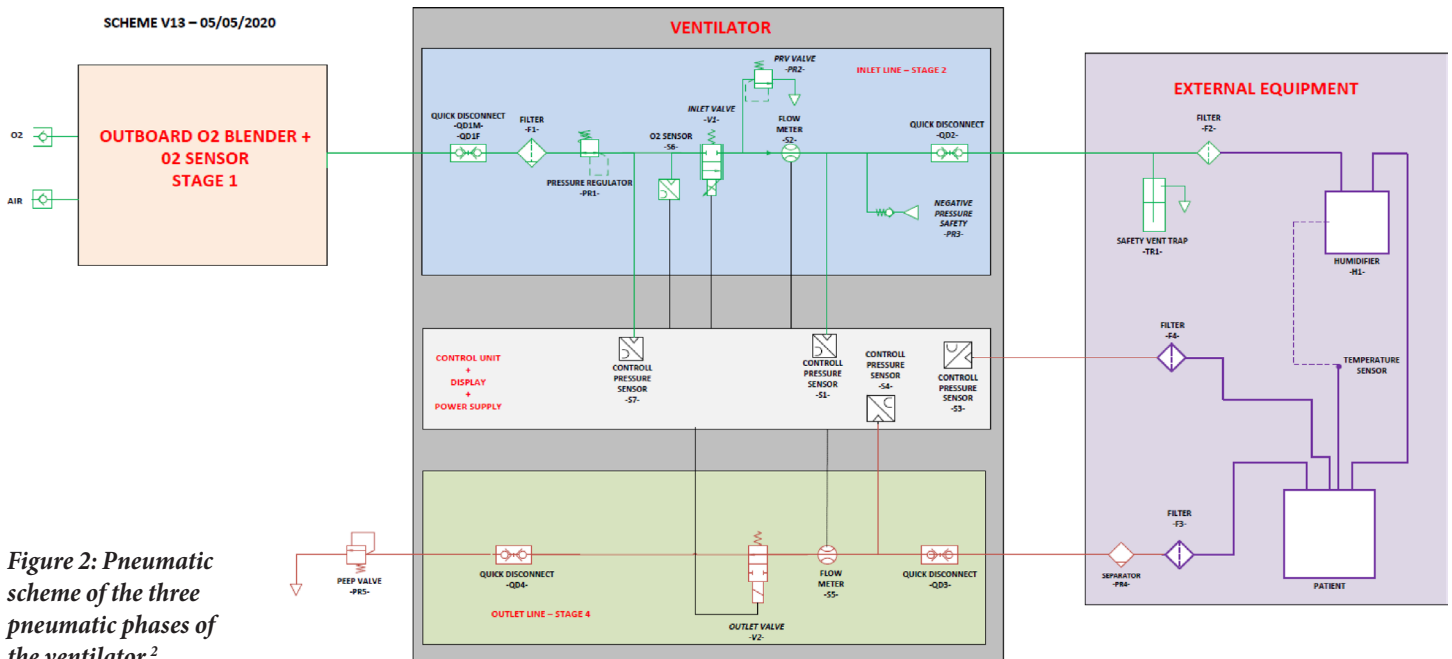 SCHEME V13 – 05/05/2020
O2
AIR
OUTBOARD O2 BLENDER +
02 SENSOR
STAGE 1
VENTILATOR
INLET LINE – STAGE 2
QUICK DISCONNECT
-QD1M-
-QD1F
FILTER
-F1-
PRESSURE REGULATOR
-PR1-
O2 SENSOR
-S6-
INLET VALVE
-V1-
PRV VALVE
-PR2-
FLOW
METER
-S2-
QUICK DISCONNECT
-QD2-
NEGATIVE
PRESSURE
SAFETY
-PR3-
CONTROL UNIT
+
DISPLAY
+
POWER SUPPLY
CONTROLL
PRESSURE
SENSOR
-S7-
CONTROLL
PRESSURE
SENSOR
-S1-
CONTROLL
PRESSURE
SENSOR
-S4-
CONTROLL
PRESSURE
SENSOR
-S3-
PEEP VALVE
-PR5-
QUICK DISCONNECT
-QD4-
OUTLET LINE – STAGE 4
OUTLET VALVE
-V2-
FLOW
METER
-S5-
QUICK DISCONNECT
-QD3-
EXTERNAL EQUIPMENT
FILTER
-F2-
SAFETY VENT TRAP
-TR1-
HUMIDIFIER
-H1-
FILTER
-F4-
TEMPERATURE
SENSOR
FILTER
-F3-
SEPARATOR
-PR4-
PATIENT
Figure 2: Pneumatic
scheme of the three
pneumatic phases of
the ventilator.2